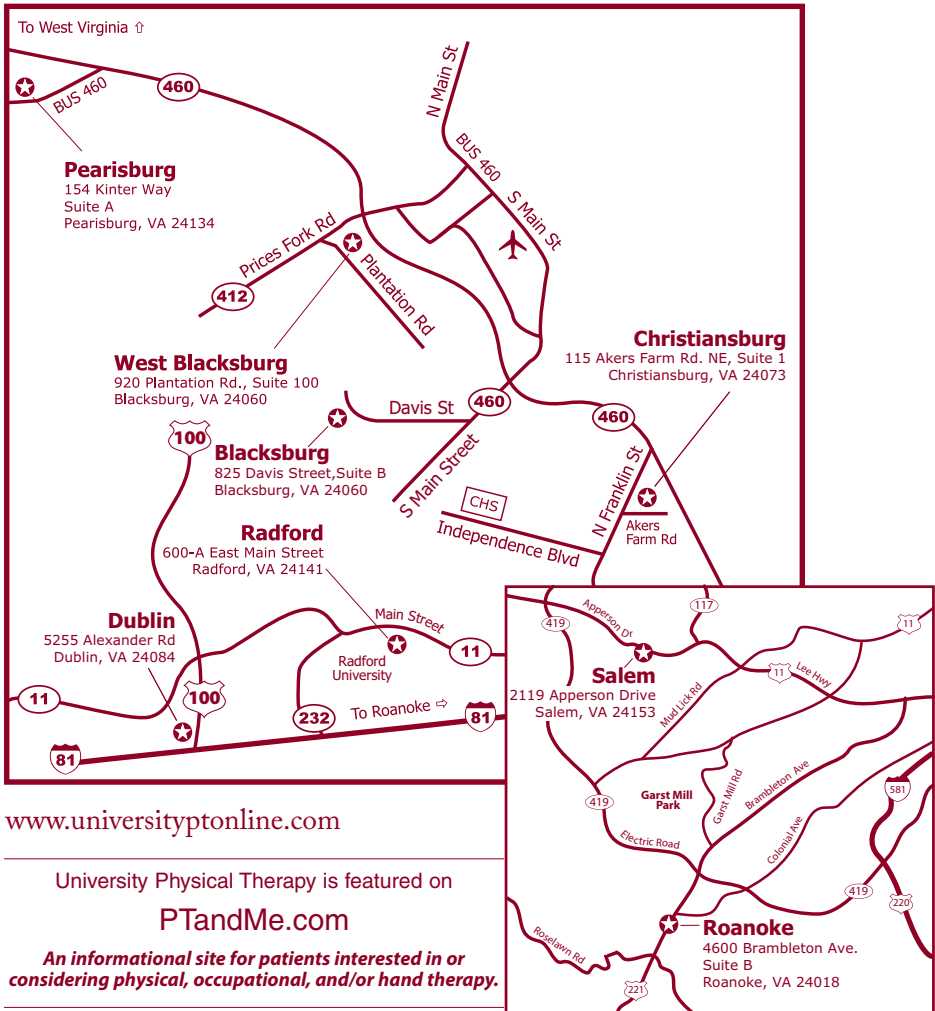 To West Virginia ⇧
BUS 460
460
N Main St
BUS 460
S Main St
Pearisburg
154 Kinter Way
Suite A
Pearisburg, VA 24134
Prices Fork Rd
412
Plantation Rd
West Blacksburg
920 Plantation Rd., Suite 100
Blacksburg, VA 24060
Christiansburg
115 Akers Farm Rd. NE, Suite 1
Christiansburg, VA 24073
460
460
Davis St
100
Blacksburg
825 Davis Street,Suite B
Blacksburg, VA 24060
S Main Street
CHS
Independence Blvd
N Franklin St
Akers
Farm Rd
Radford
600-A East Main Street
Radford, VA 24141
Dublin
5255 Alexander Rd
Dublin, VA 24084
Main Street
Radford
University
11
11
100
232
To Roanoke ⇨
81
81
419
Apperson Dr
117
11
Salem
2119 Apperson Drive
Salem, VA 24153
Mud Lick Rd
11
Lee Hwy
419
Garst Mill
Park
Garst Mill Rd
Brambleton Ave
581
Electric Road
Colonial Ave
419
220
Roselawn Rd
Roanoke
4600 Brambleton Ave.
Suite B
Roanoke, VA 24018
221
www.universityptonline.com
University Physical Therapy is featured on
PTandMe.com
An informational site for patients interested in or
considering physical, occupational, and/or hand therapy.